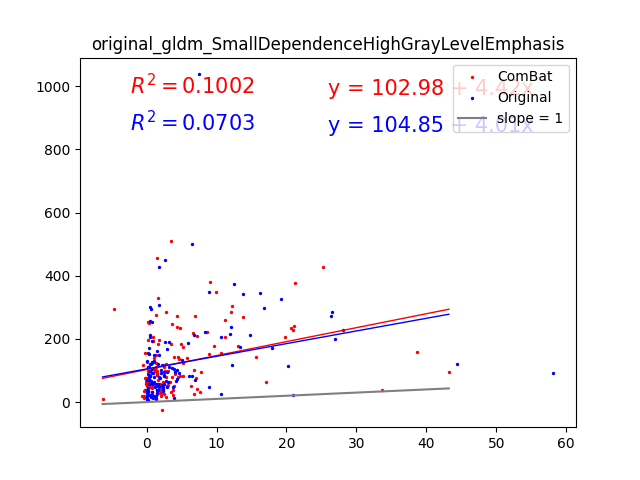 original_gldm_SmallDependenceHighGrayLevelEmphasis
R² = 0.1002 y = 102.98 + 4.42x
R² = 0.0703 y = 104.85 + 4.01x
ComBat
Original
slope = 1
1000
800
600
400
200
0
0 10 20 30 40 50 60